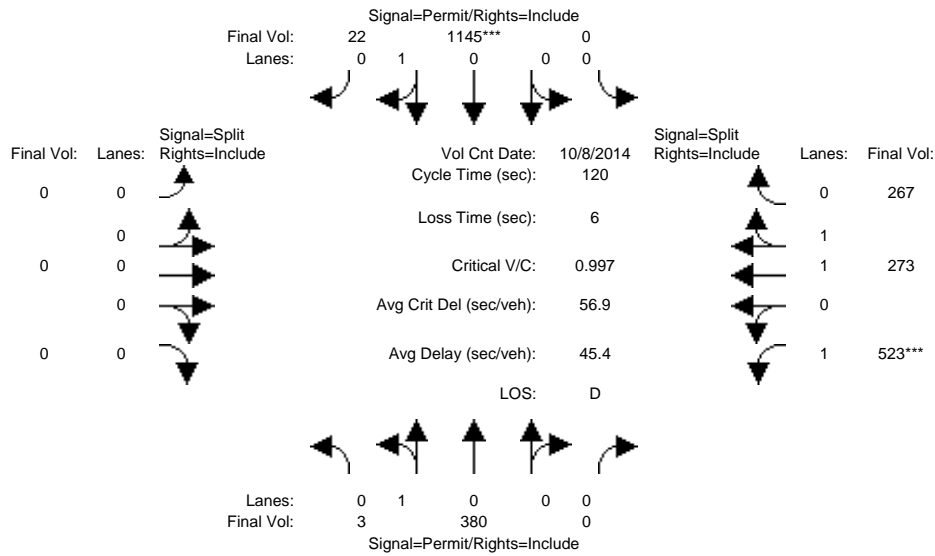 Signal=Permit/Rights=Include
Final Vol: 22 1145*** 0
Lanes: 0 1 0 0 0
Signal=Split Signal=Split
Final Vol: Lanes: Rights=Include Vol Cnt Date: 10/8/2014 Rights=Include Lanes: Final Vol:
Cycle Time (sec): 120
0 0 0 267
Loss Time (sec): 6
0 1
0 0 Critical V/C: 0.997 1 273
0 Avg Crit Del (sec/veh): 56.9 0
0 0 Avg Delay (sec/veh): 45.4 1 523***
LOS: D
Lanes: 0 1 0 0 0
Final Vol: 3 380 0
Signal=Permit/Rights=Include